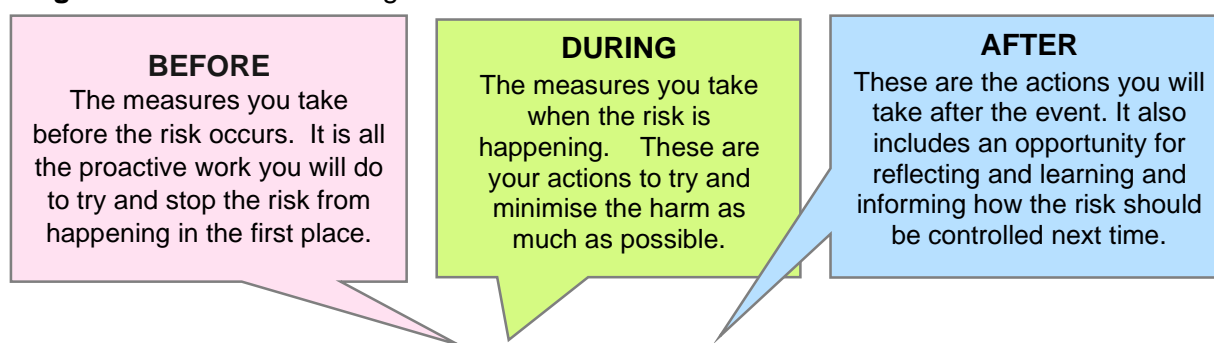 BEFORE
The measures you take
before the risk occurs.  It is all
the proactive work you will do
to try and stop the risk from
happening in the first place.
DURING
The measures you take
when the risk is
happening.    These are
your actions to try and
minimise the harm as
much as possible.
AFTER
These are the actions you will
take after the event. It also
includes an opportunity for
reflecting and learning and
informing how the risk should
be controlled next time.